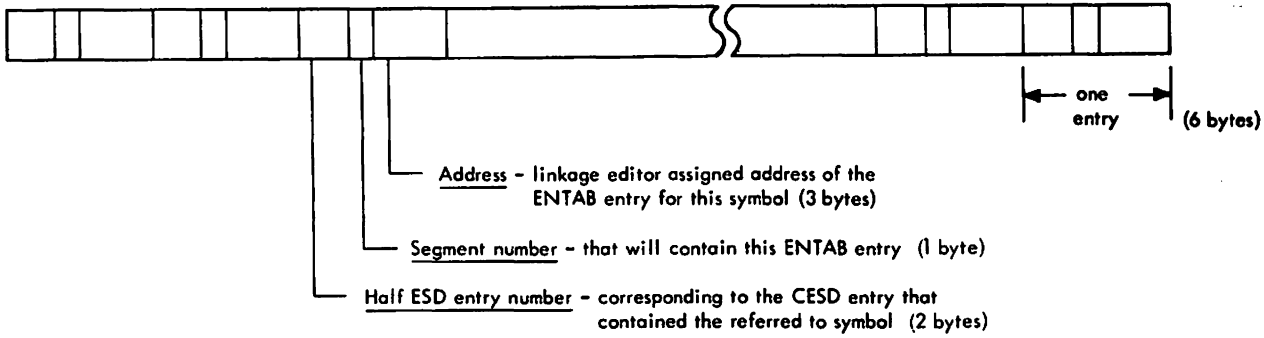 one
entry
(6 bytes)
Address - linkage editor assigned address of the
ENTAB entry for this symbol (3 bytes)
Segment number - that will contain this ENTAB entry (1 byte)
Half ESD entry number - corresponding to the CESD entry that
contained the referred to symbol (2 bytes)